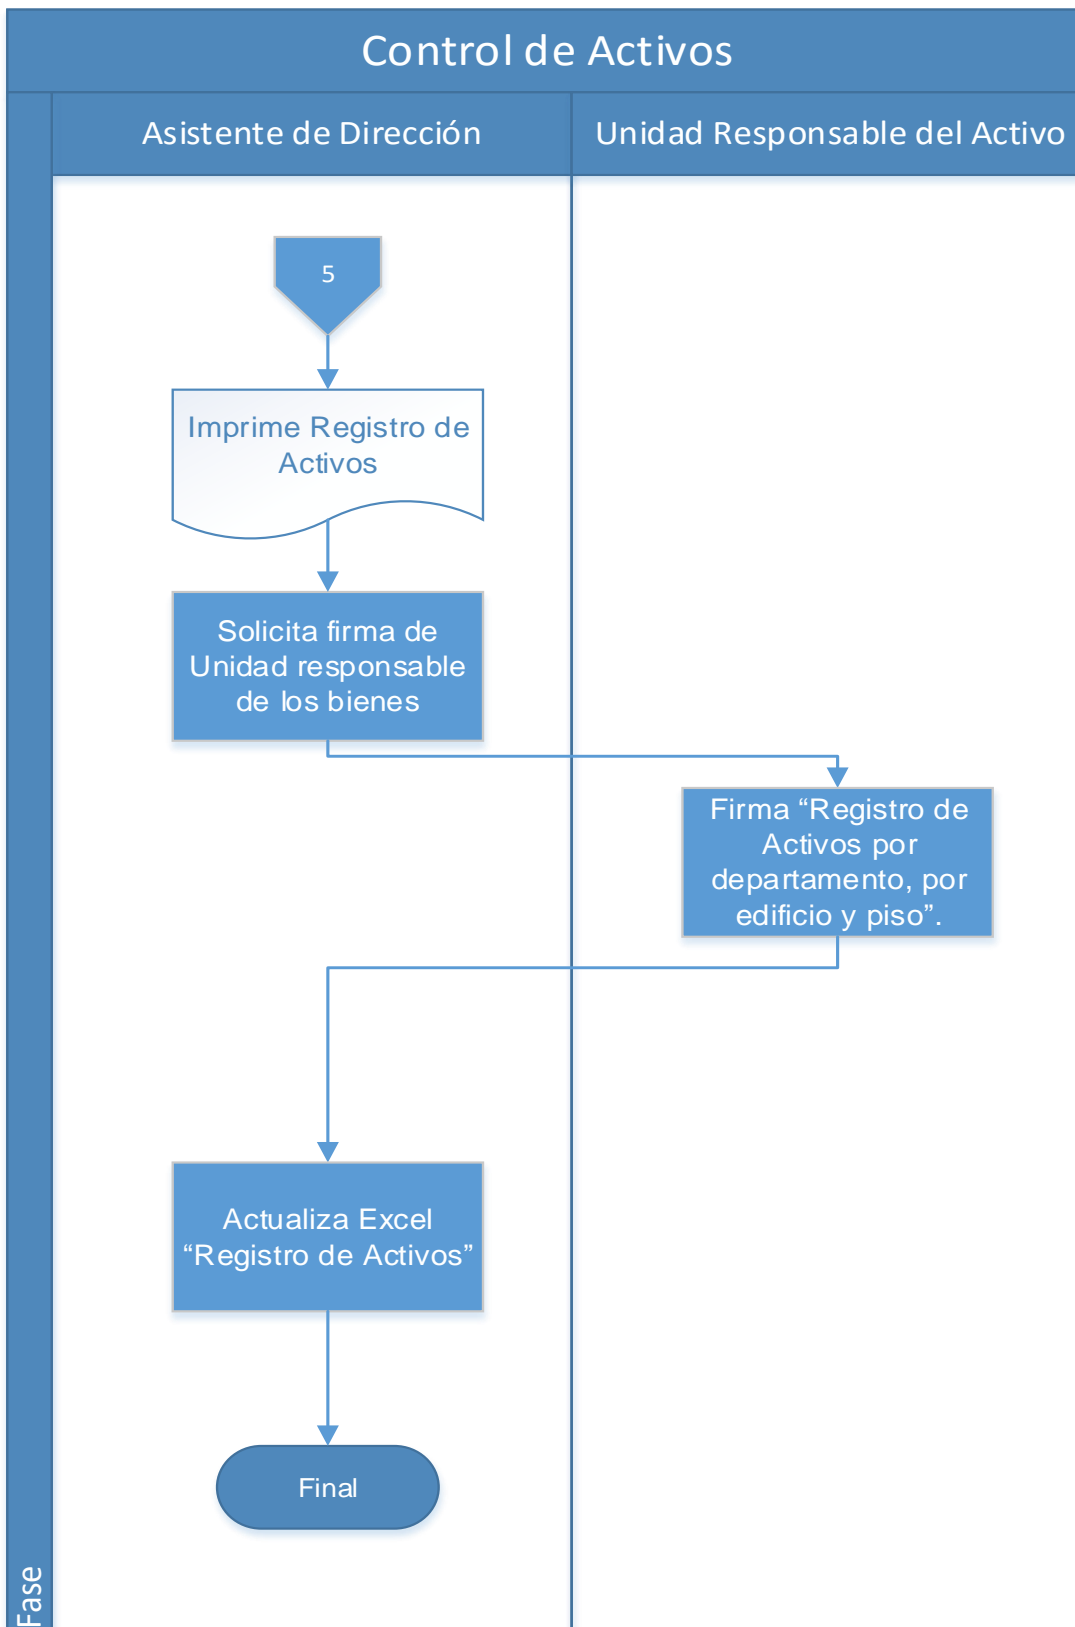 Control de Activos
Asistente de Dirección
Unidad Responsable del Activo
5
Imprime Registro de
Activos
Solicita firma de
Unidad responsable
de los bienes
Firma “Registro de
Activos por
departamento, por
edificio y piso”.
Actualiza Excel
“Registro de Activos”
Final
Fase